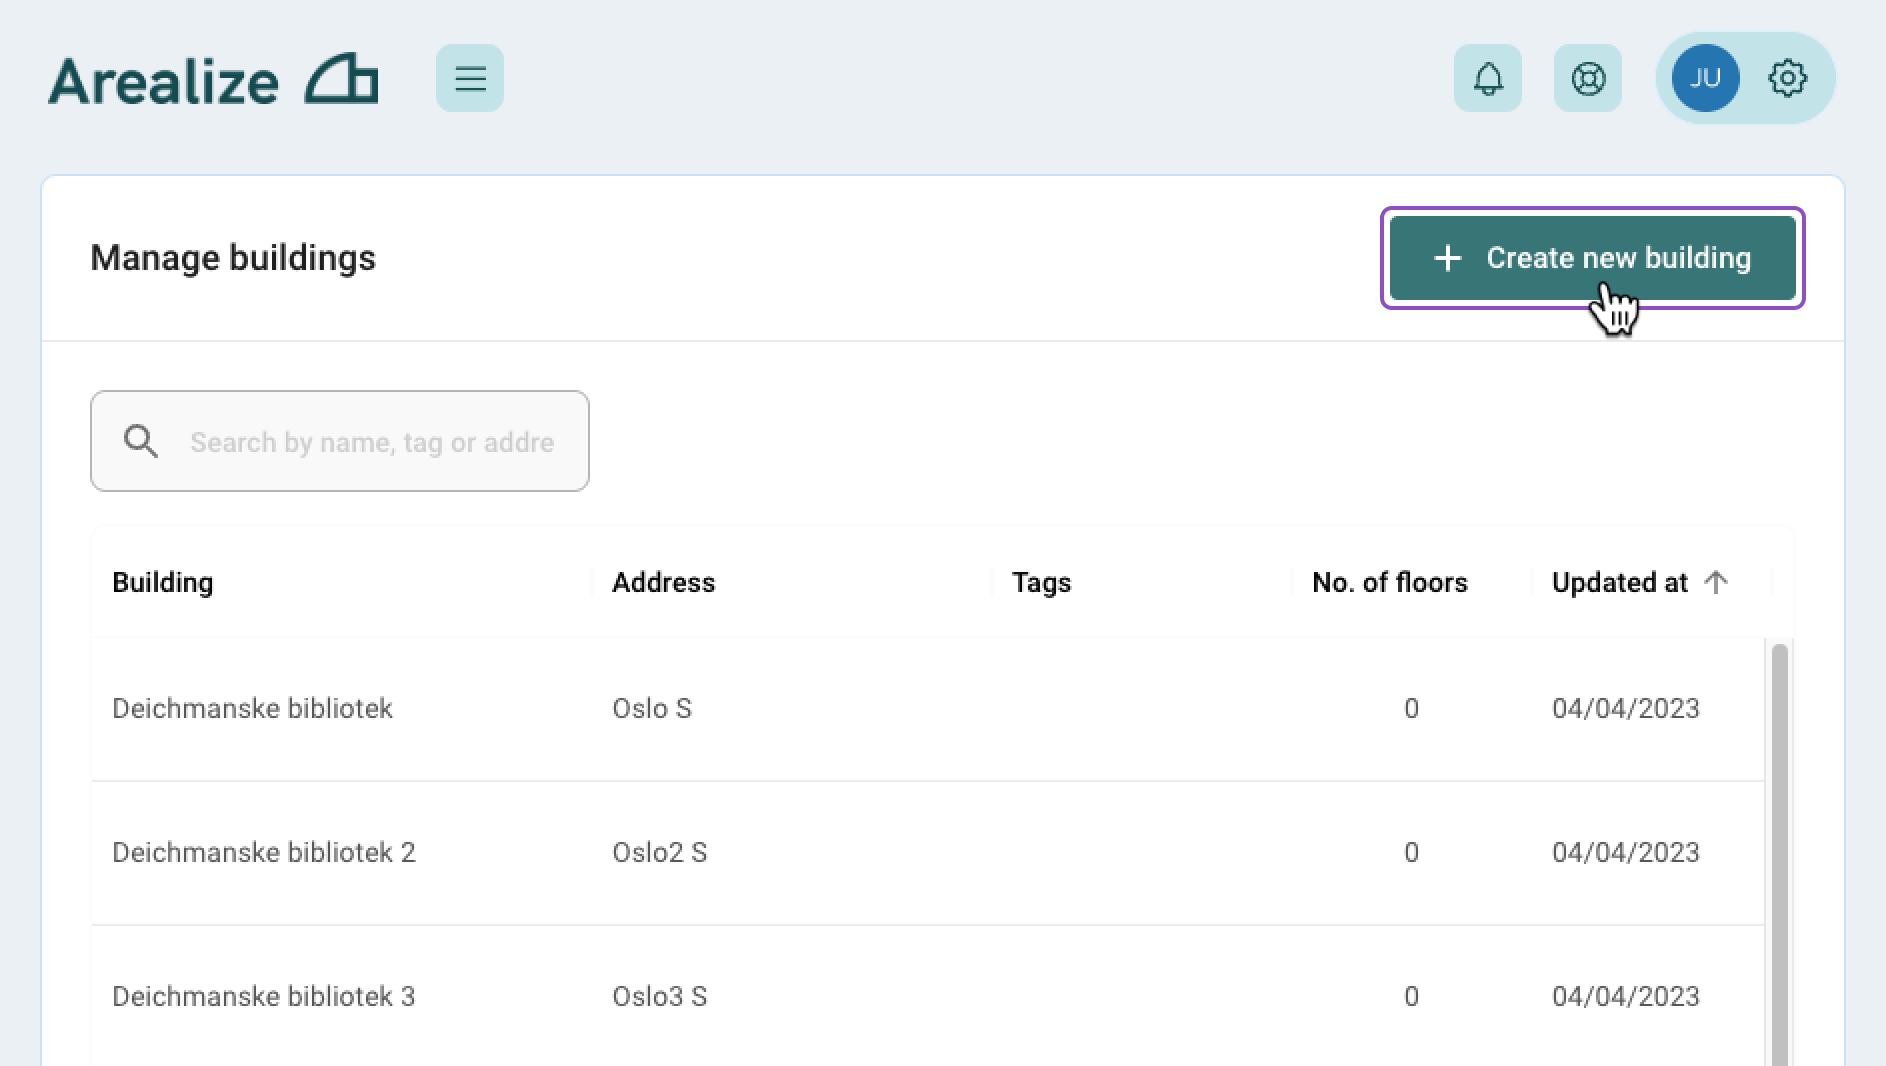 Arealize
JU
Manage buildings
Create new building
Search by name, tag or addre
Building Address Tags No. of floors Updated at
Deichmanske bibliotek Oslo S 0 04/04/2023
Deichmanske bibliotek 2 Oslo2 S 0 04/04/2023
Deichmanske bibliotek 3 Oslo3 S 0 04/04/2023